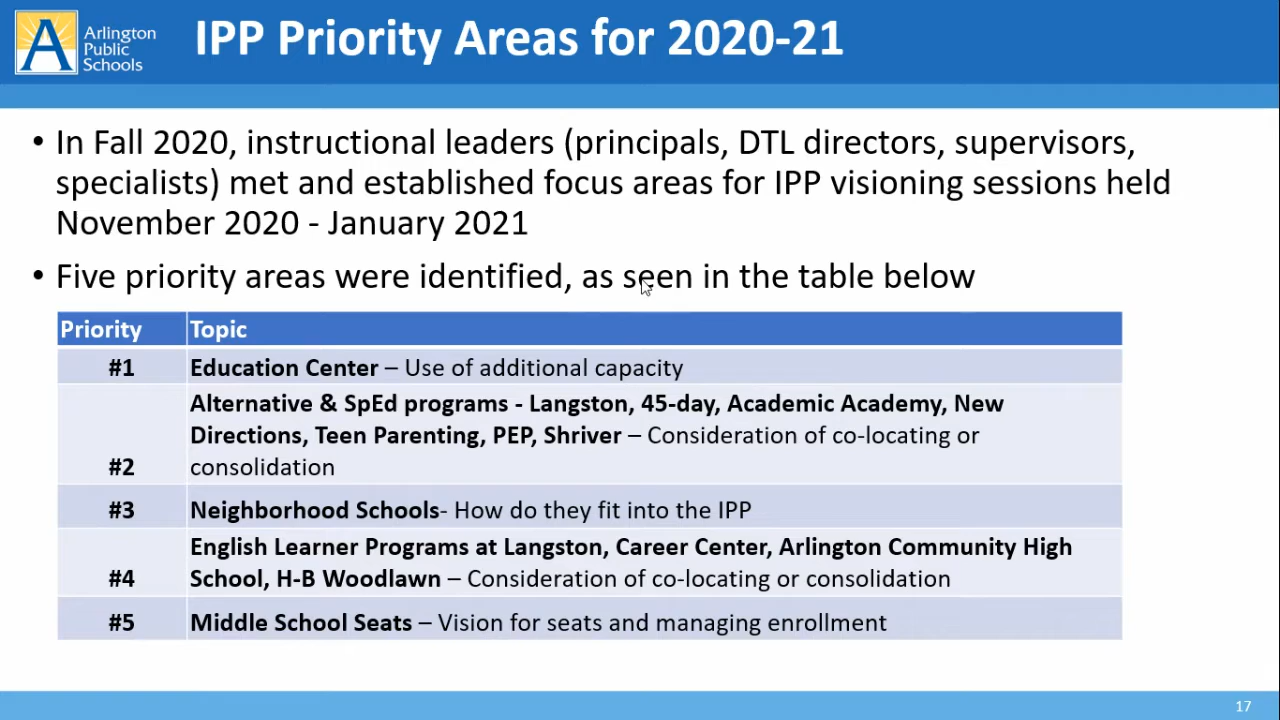 Arlington
Public
Schools
IPP Priority Areas for 2020-21
• In Fall 2020, instructional leaders (principals, DTL directors, supervisors,
specialists) met and established focus areas for IPP visioning sessions held
November 2020 - January 2021
• Five priority areas were identified, as seen in the table below
Priority Topic
#1 Education Center – Use of additional capacity
Alternative & SpEd programs - Langston, 45-day, Academic Academy, New
Directions, Teen Parenting, PEP, Shriver – Consideration of co-locating or
#2 consolidation
#3 Neighborhood Schools- How do they fit into the IPP
English Learner Programs at Langston, Career Center, Arlington Community High
#4 School, H-B Woodlawn – Consideration of co-locating or consolidation
#5 Middle School Seats – Vision for seats and managing enrollment
17